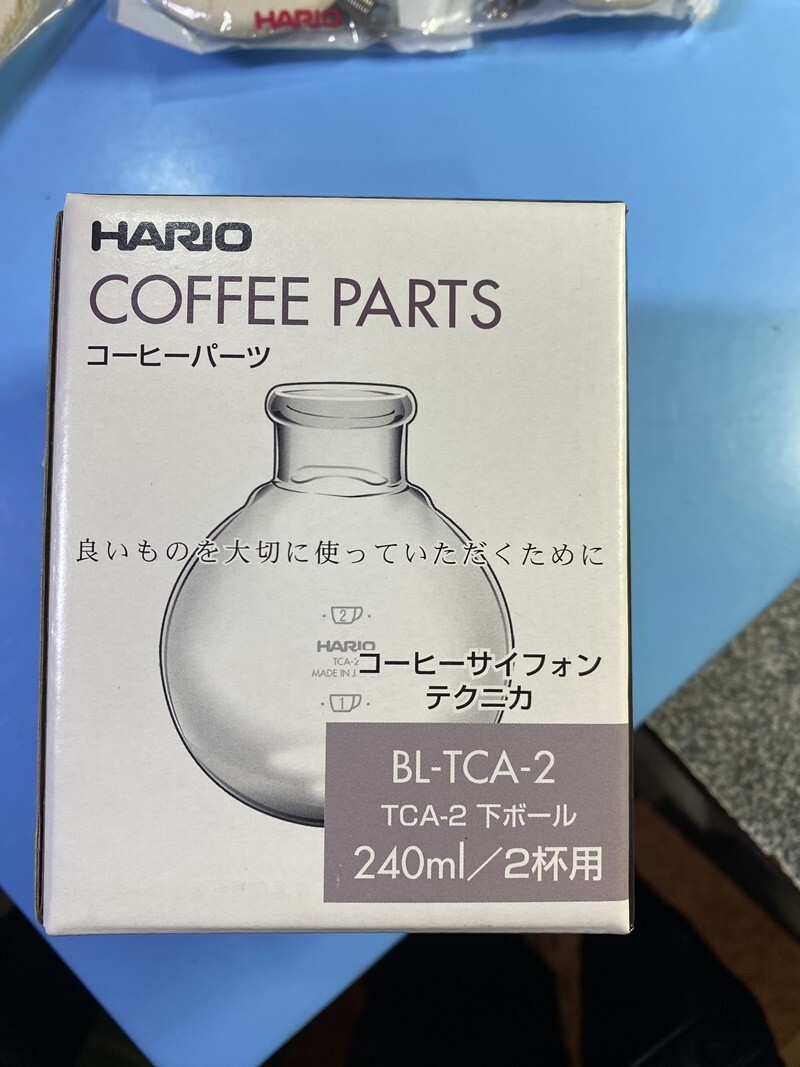 HARIO
HARIO
COFFEE PARTS
コーヒーパーツ
良いものを大切に使っていただくために
2
HARIO
TCA-2
MADE IN J
コーヒーサイフォン
テクニカ
1
BL-TCA-2
TCA-2 下ボール
240ml／2杯用